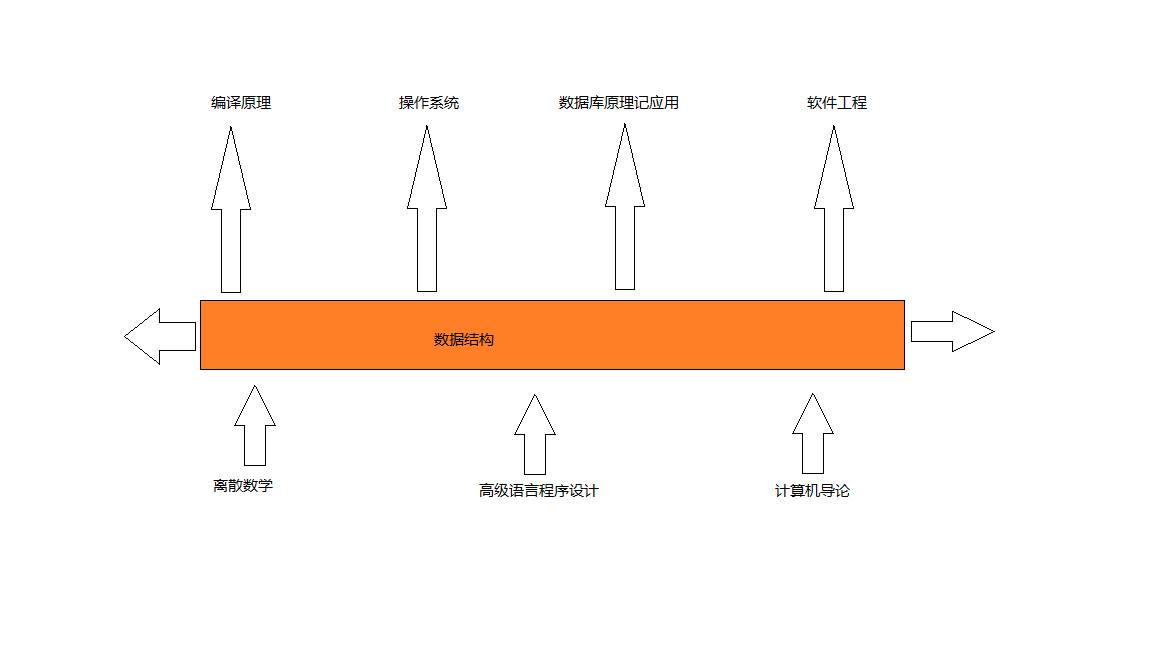 编译原理
操作系统
数据库原理记应用
软件工程
数据结构
离散数学
高级语言程序设计
计算机导论